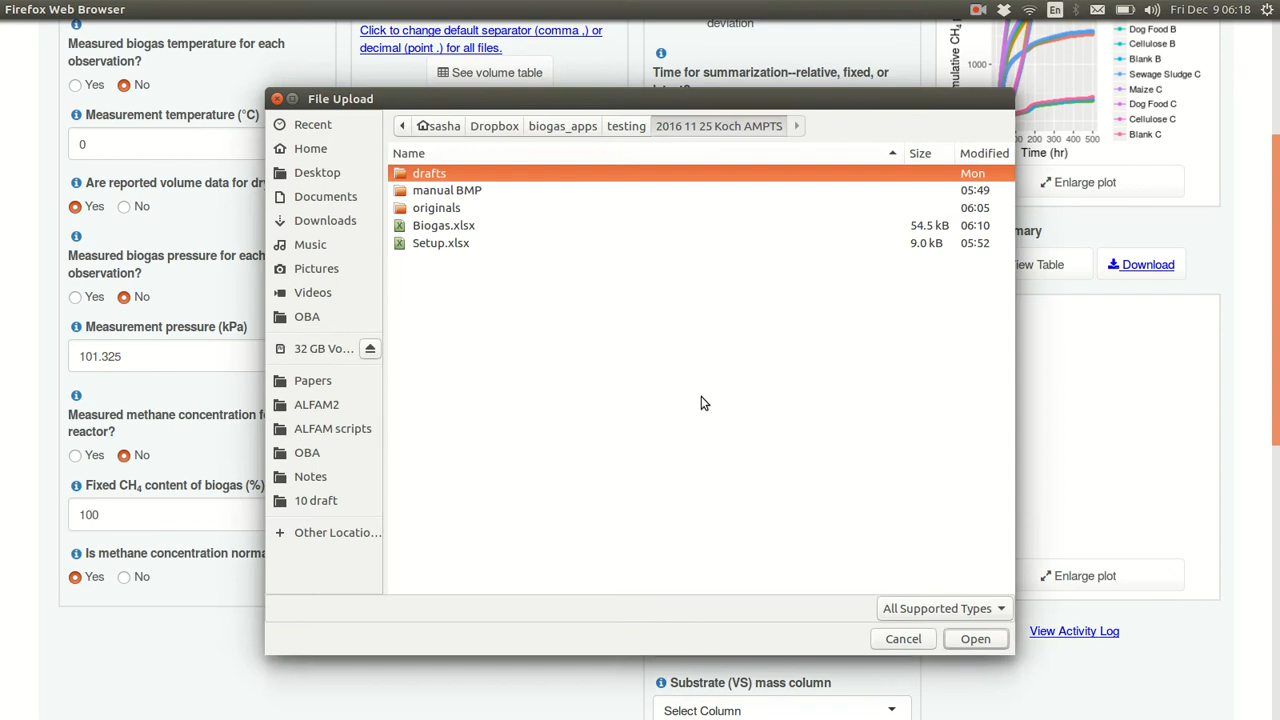 Firefox Web Browser
En
Fri Dec 9 06:18
Measured biogas temperature for each
observation?
Yes
No
Measurement temperature (°C)
0
Are reported volume data for dr
Yes
No
Measured biogas pressure for each
observation?
Yes
No
Measurement pressure (kPa)
101.325
Measured methane concentration fo
reactor?
Yes
No
Fixed CH4 content of biogas (%)
100
Is methane concentration norma
Yes
No
Click to change default separator (comma ,) or
decimal (point .) for all files.
See volume table
deviation
Time for summarization--relative, fixed, or
1000
Dog Food B
Cellulose B
Blank B
Sewage Sludge C
Maize C
Dog Food C
Cellulose C
Blank C
0 100 200 300 400 500
Time (hr)
Enlarge plot
mmary
iew Table
Download
Enlarge plot
View Activity Log
Substrate (VS) mass column
Select Column
File Upload
Recent
Home
Desktop
Documents
Downloads
Music
Pictures
Videos
OBA
32 GB Vo...
Papers
ALFAM2
ALFAM scripts
OBA
Notes
10 draft
Other Locatio...
sasha Dropbox biogas_apps testing 2016 11 25 Koch AMPTS
Name Size Modified
drafts Mon
manual BMP 05:49
originals 06:05
Biogas.xlsx 54.5 kB 06:10
Setup.xlsx 9.0 kB 05:52
All Supported Types
Cancel
Open